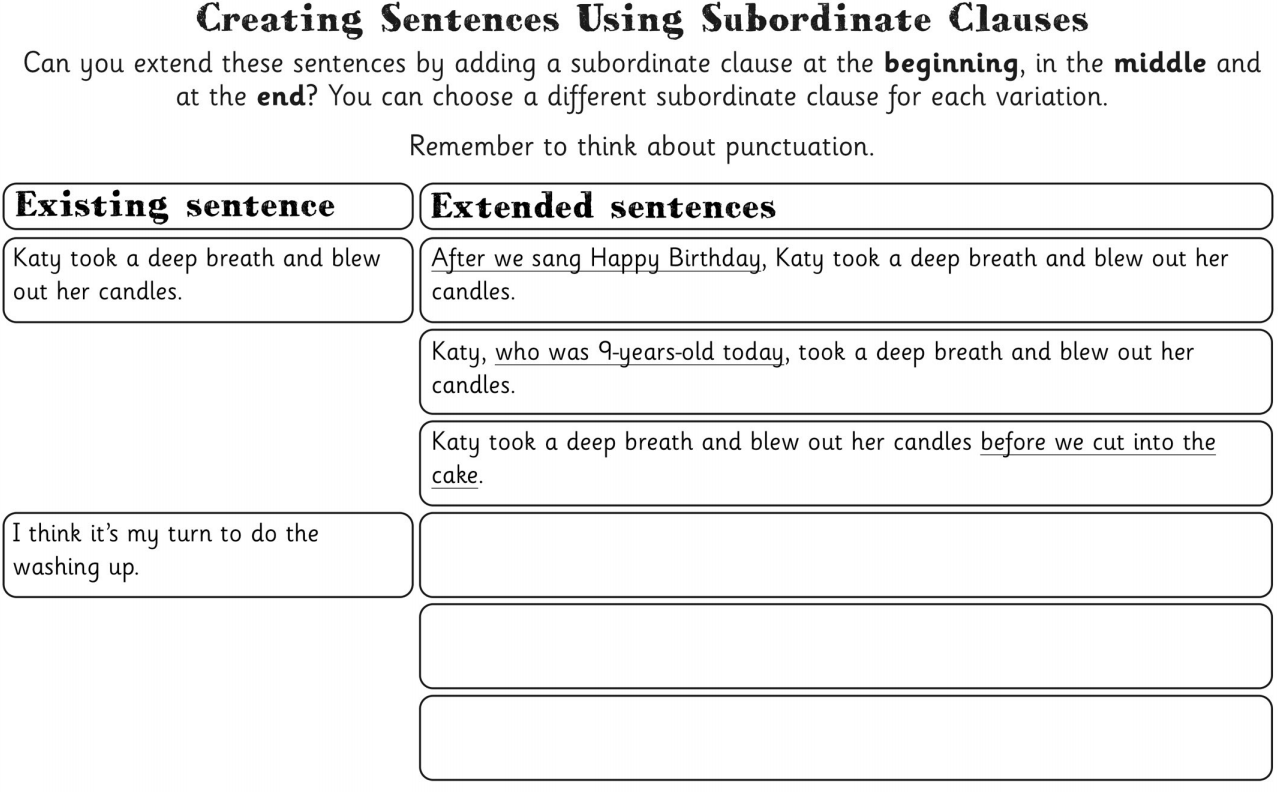 Creating Sentences Using Subordinate Clauses
Can you extend these sentences by adding a subordinate clause at the beginning, in the middle and
at the end? You can choose a different subordinate clause for each variation.
Remember to think about punctuation.
Existing sentence
Extended sentences
Katy took a deep breath and blew
out her candles.
After we sang Happy Birthday, Katy took a deep breath and blew out her
candles.
Katy, who was 9-years-old today, took a deep breath and blew out her
candles.
Katy took a deep breath and blew out her candles before we cut into the
cake.
I think it's my turn to do the
washing up.